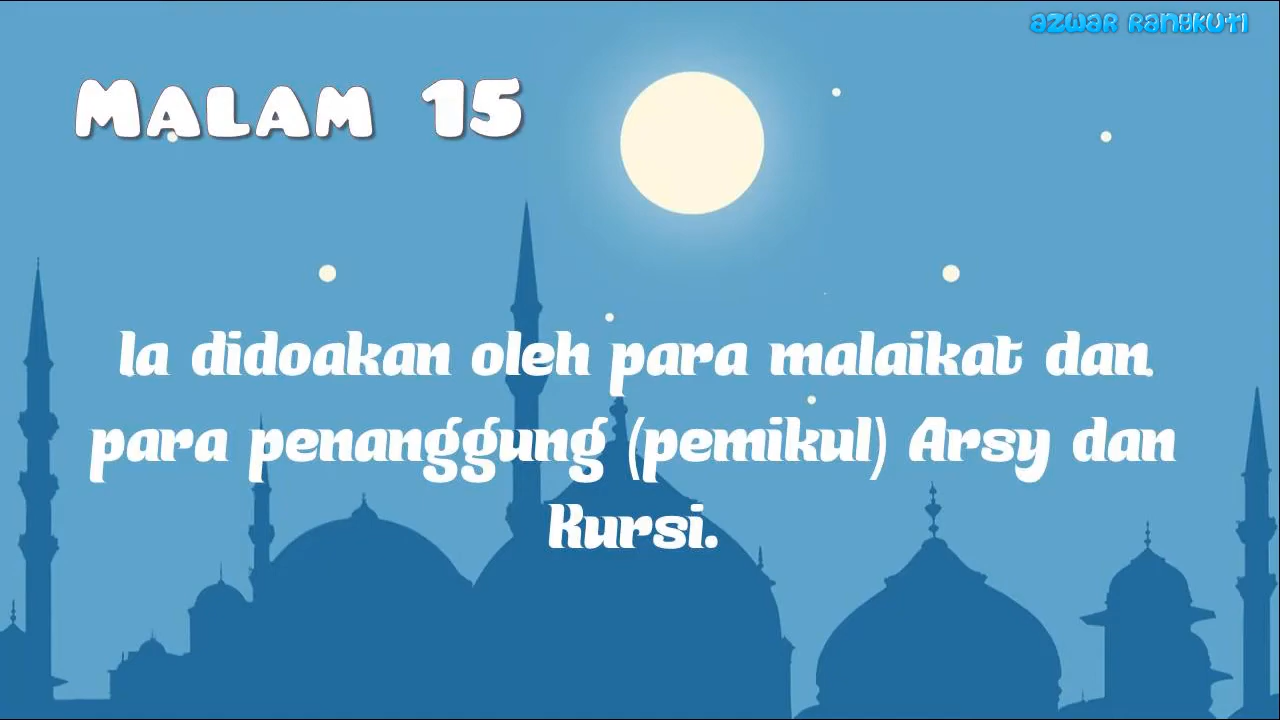 AZWAR RANGKUTI
MALAM 15
Ia didoakan oleh para malaikat dan
para penanggung (pemikul) Arsy dan
Kursi.